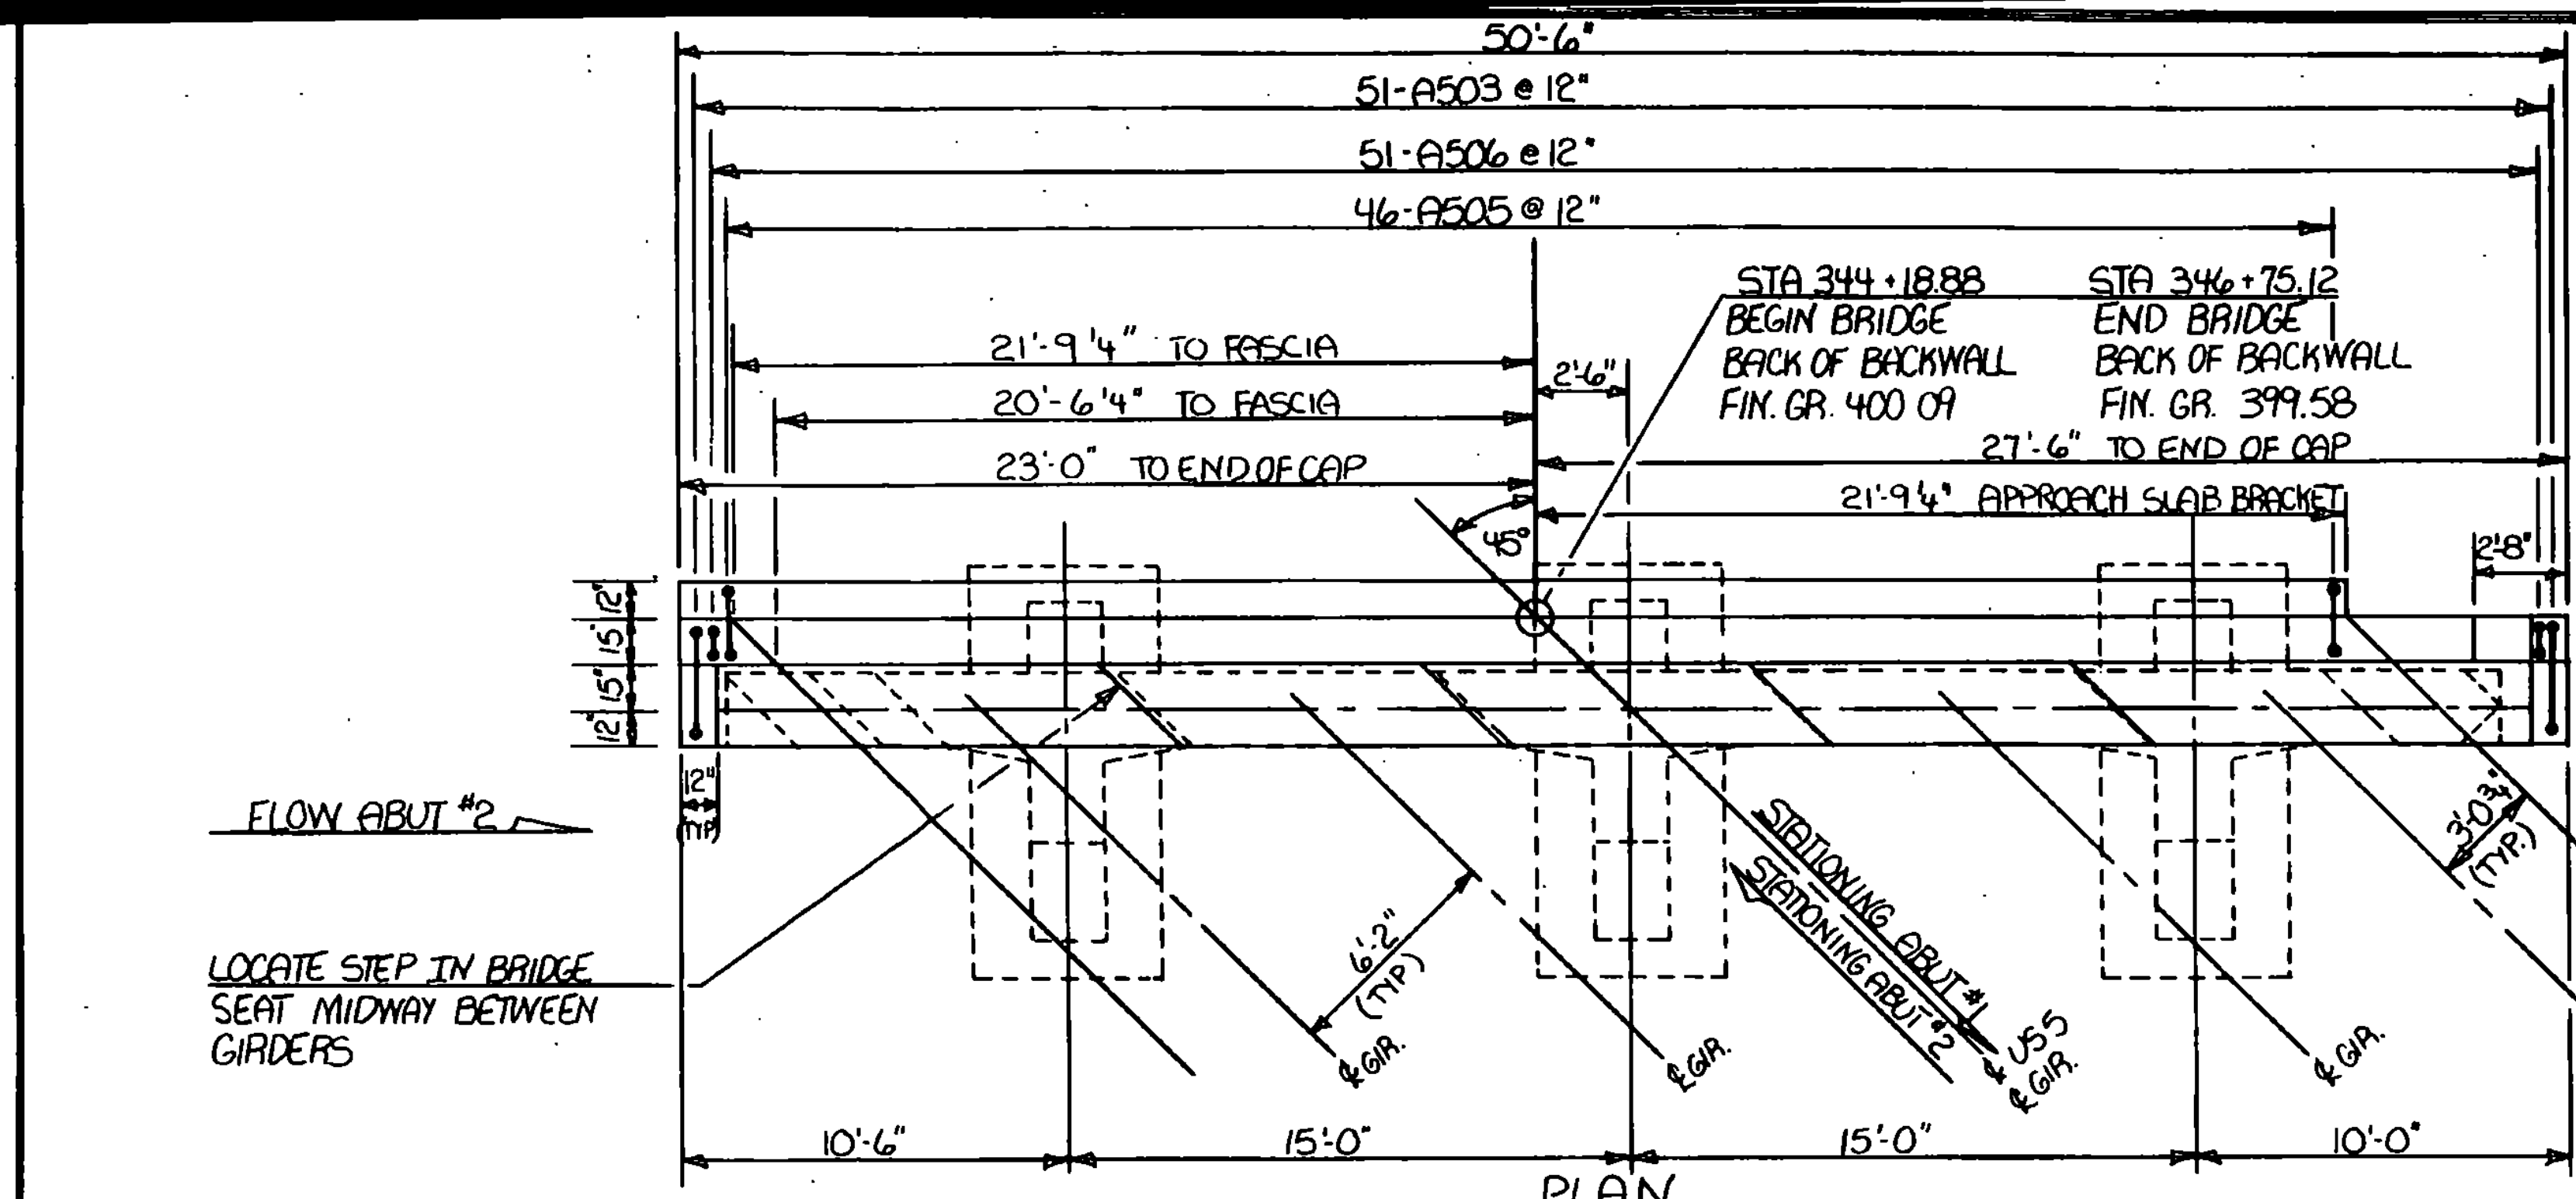 50'-6"
51-A503 @ 12"
51-A506 @ 12"
46-A505 @ 12"
STA 344+18.88
BEGIN BRIDGE
BACK OF BACKWALL
FIN. GR. 400 09
STA 346+75.12
END BRIDGE
BACK OF BACKWALL
FIN. GR. 399.58
21'-9 1/4" TO FASCIA
2'-6"
20'-6 1/4" TO FASCIA
23'-0" TO END OF CAP
27'-6" TO END OF CAP
21'-9 1/4" APPROACH SLAB BRACKET
45°
2'-8"
12"
15"
15"
12"
12"
(TYP)
FLOW ABUT #2
LOCATE STEP IN BRIDGE
SEAT MIDWAY BETWEEN
GIRDERS
6'-2"
(TYP)
3'-0 3/4"
(TYP.)
STATIONING ABUT #1
STATIONING ABUT #2
℄ GIR.
℄ GIR.
℄ US 5
℄ GIR.
℄ GIR.
10'-6"
15'-0"
15'-0"
10'-0"
PLAN